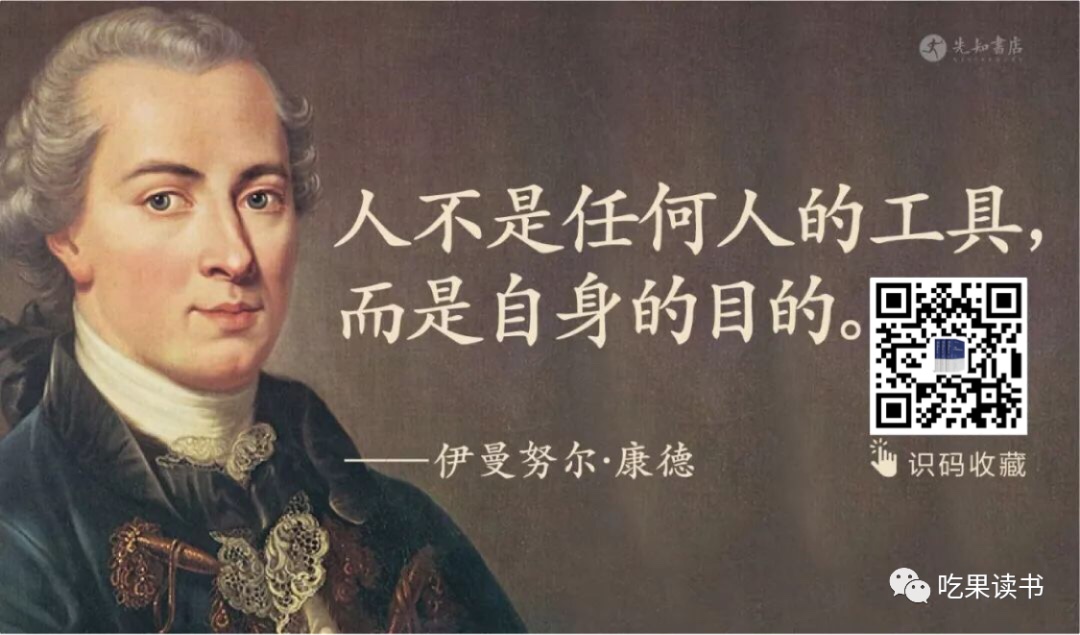 先知書店
人不是任何人的工具，
而是自身的目的。
——伊曼努尔·康德
识码收藏
吃果读书